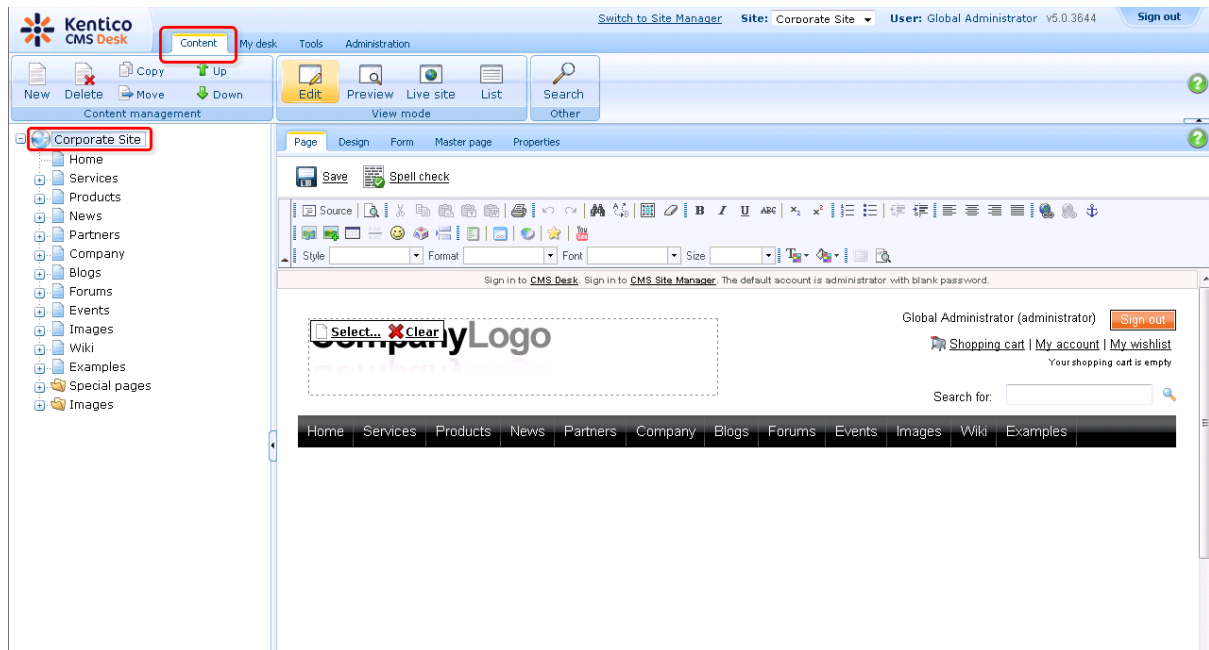 Kentico
CMS Desk
Switch to Site Manager Site: Corporate Site User: Global Administrator v5.0.3644 Sign out
Content My desk Tools Administration
Copy Up
New Delete Move Down
Content management
Edit Preview Live site List
View mode
Search
Other
Corporate Site
Home
Services
Products
News
Partners
Company
Blogs
Forums
Events
Images
Wiki
Examples
Special pages
Images
Page Design Form Master page Properties
Save Spell check
Source B I U ABC x₂ x²
You
Style Format Font Size
Sign in to CMS Desk. Sign in to CMS Site Manager. The default account is administrator with blank password.
Select... Clear
CompanyLogo
Global Administrator (administrator) Sign out
Shopping cart | My account | My wishlist
Your shopping cart is empty
Search for:
Home Services Products News Partners Company Blogs Forums Events Images Wiki Examples